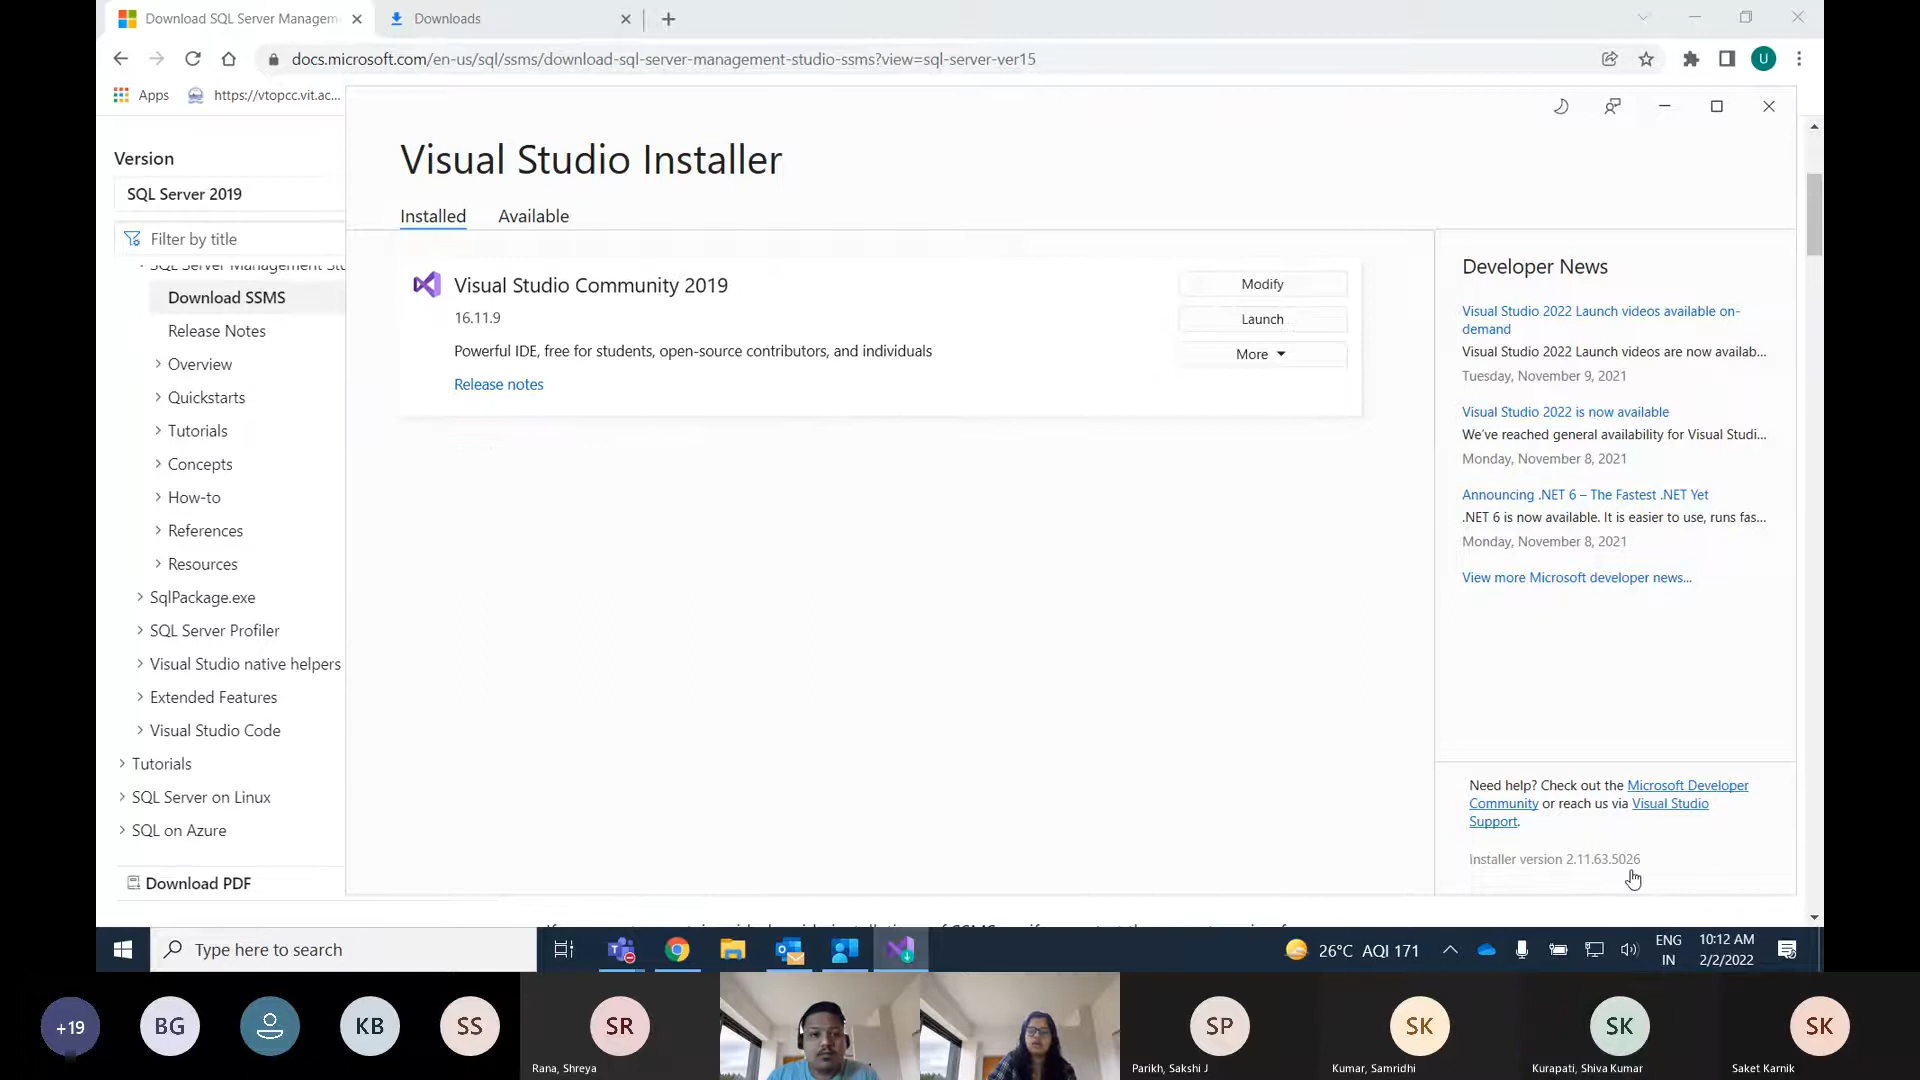 Download SQL Server Managem
Downloads
docs.microsoft.com/en-us/sql/ssms/download-sql-server-management-studio-ssms?view=sql-server-ver15
U
Apps
https://vtopcc.vit.ac...
Version
SQL Server 2019
Filter by title
SQL Server Management Stu
Download SSMS
Release Notes
Overview
Quickstarts
Tutorials
Concepts
How-to
References
Resources
SqlPackage.exe
SQL Server Profiler
Visual Studio native helpers
Extended Features
Visual Studio Code
Tutorials
SQL Server on Linux
SQL on Azure
Download PDF
Visual Studio Installer
Installed
Available
Visual Studio Community 2019
16.11.9
Powerful IDE, free for students, open-source contributors, and individuals
Release notes
Modify
Launch
More
Developer News
Visual Studio 2022 Launch videos available on-
demand
Visual Studio 2022 Launch videos are now availab...
Tuesday, November 9, 2021
Visual Studio 2022 is now available
We've reached general availability for Visual Studi...
Monday, November 8, 2021
Announcing .NET 6 – The Fastest .NET Yet
.NET 6 is now available. It is easier to use, runs fas...
Monday, November 8, 2021
View more Microsoft developer news...
Need help? Check out the Microsoft Developer
Community or reach us via Visual Studio
Support.
Installer version 2.11.63.5026
Type here to search
26°C AQI 171
ENG
IN
10:12 AM
2/2/2022
+19
BG
KB
SS
SR
Rana, Shreya
SP
Parikh, Sakshi J
SK
Kumar, Samridhi
SK
Kurapati, Shiva Kumar
SK
Saket Karnik